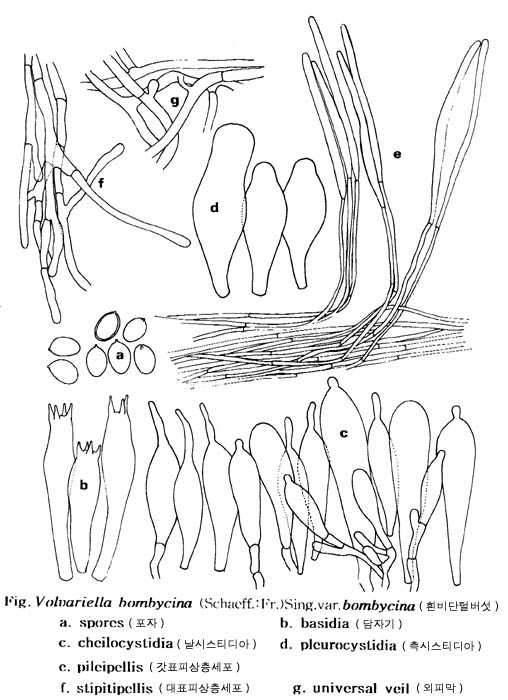 g
e
f
d
a
c
b
Fig. Volvariella bombycina (Schaeff.:Fr.)Sing.var.bombycina (흰비단털버섯)
a. spores (포자) b. basidia (담자기)
c. cheilocystidia (날시스티디아) d. pleurocystidia (측시스티디아)
e. pileipellis (갓표피상층세포)
f. stipitipellis (대표피상층세포) g. universal veil (외피막)